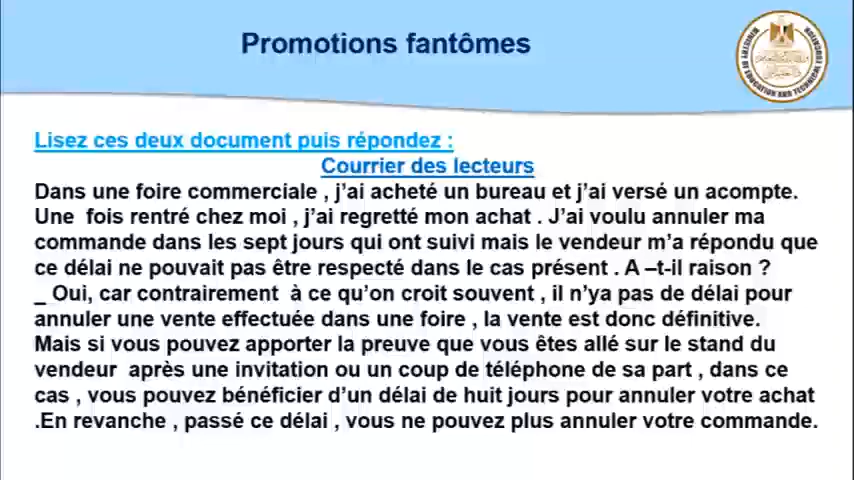 Promotions fantômes
MINISTRY OF EDUCATION AND TECHNICAL EDUCATION
Lisez ces deux document puis répondez :
Courrier des lecteurs
Dans une foire commerciale , j’ai acheté un bureau et j’ai versé un acompte.
Une  fois rentré chez moi , j’ai regretté mon achat . J’ai voulu annuler ma
commande dans les sept jours qui ont suivi mais le vendeur m’a répondu que
ce délai ne pouvait pas être respecté dans le cas présent . A –t-il raison ?
_ Oui, car contrairement  à ce qu’on croit souvent , il n’ya pas de délai pour
annuler une vente effectuée dans une foire , la vente est donc définitive.
Mais si vous pouvez apporter la preuve que vous êtes allé sur le stand du
vendeur  après une invitation ou un coup de téléphone de sa part , dans ce
cas , vous pouvez bénéficier d’un délai de huit jours pour annuler votre achat
.En revanche , passé ce délai , vous ne pouvez plus annuler votre commande.